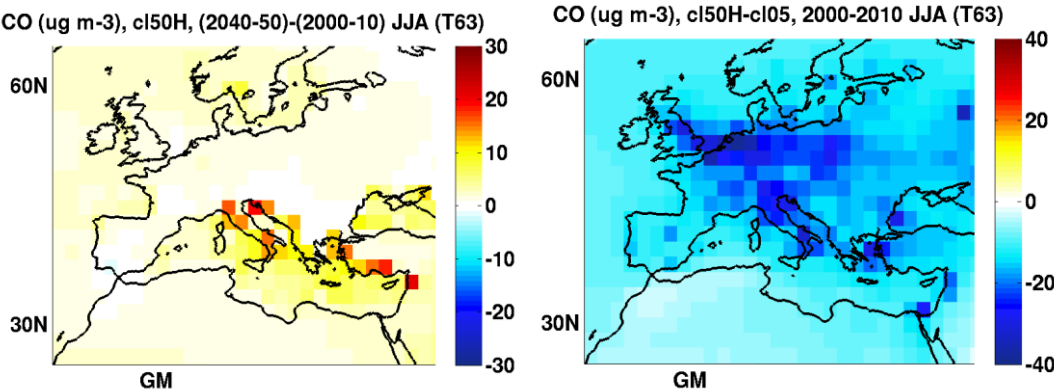 CO (ug m-3), cl50H, (2040-50)-(2000-10) JJA (T63)
60N
30N
GM
30
20
10
0
-10
-20
-30
CO (ug m-3), cl50H-cl05, 2000-2010 JJA (T63)
60N
30N
GM
40
20
0
-20
-40